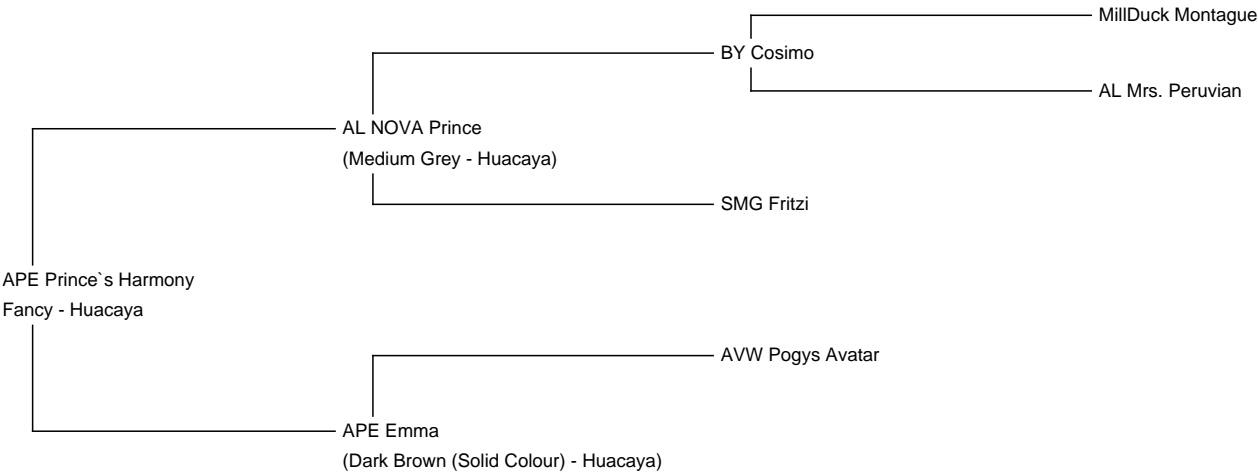 MillDuck Montague
BY Cosimo
AL Mrs. Peruvian
AL NOVA Prince
(Medium Grey - Huacaya)
SMG Fritzi
APE Prince`s Harmony
Fancy - Huacaya
AVW Pogys Avatar
APE Emma
(Dark Brown (Solid Colour) - Huacaya)